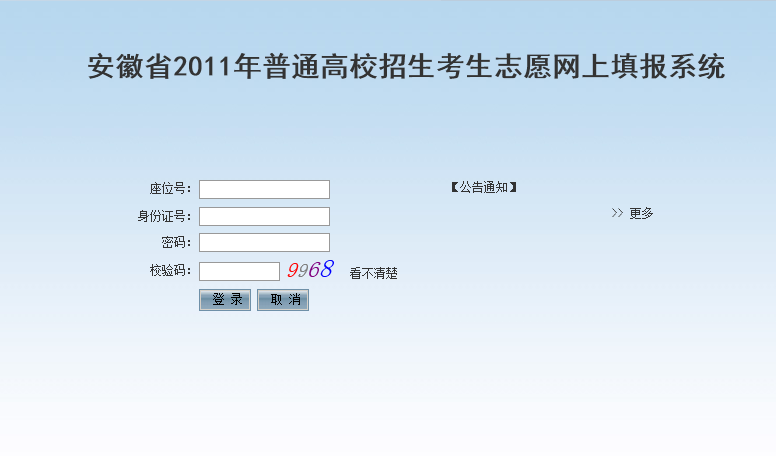 安徽省2011年普通高校招生考生志愿网上填报系统
座位号：
【公告通知】
身份证号：
>> 更多
密码：
校验码： 9968 看不清楚
登 录 取 消